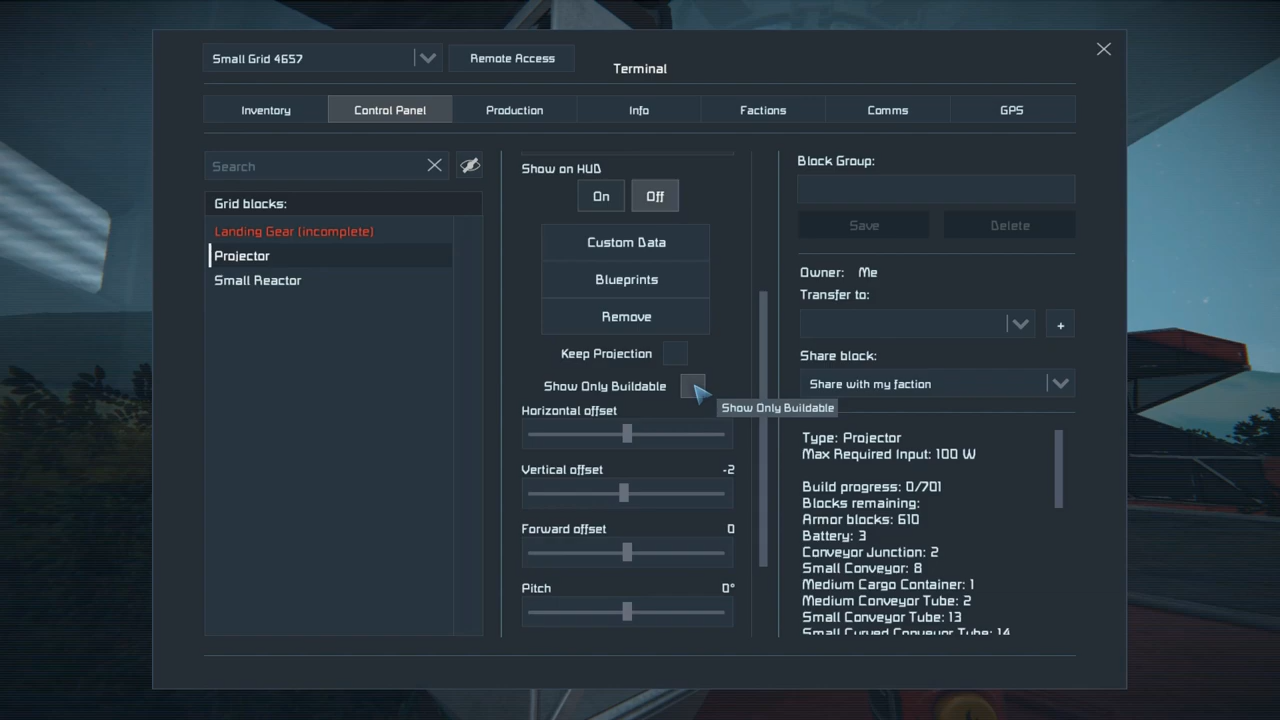 Small Grid 4657
Remote Access
Terminal
Inventory
Control Panel
Production
Info
Factions
Comms
GPS
Search
Grid blocks:
Landing Gear (incomplete)
Projector
Small Reactor
Show on HUD
On
Off
Custom Data
Blueprints
Remove
Keep Projection
Show Only Buildable
Show Only Buildable
Horizontal offset
Vertical offset -2
Forward offset 0
Pitch 0°
Block Group:
Save
Delete
Owner: Me
Transfer to:
+
Share block:
Share with my faction
Type: Projector
Max Required Input: 100 W
Build progress: 0/701
Blocks remaining:
Armor blocks: 610
Battery: 3
Conveyor Junction: 2
Small Conveyor: 8
Medium Cargo Container: 1
Medium Conveyor Tube: 2
Small Conveyor Tube: 13
Small Curved Conveyor Tube: 14